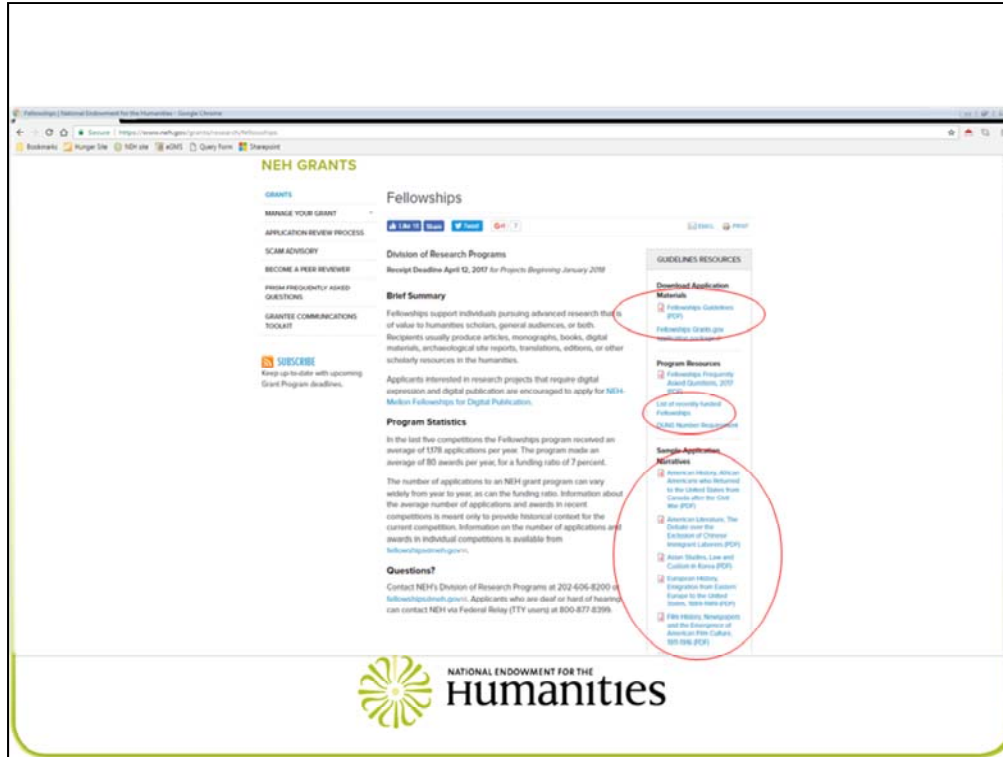 Fellowships | National Endowment for the Humanities - Google Chrome
Secure | https://www.neh.gov/grants/research/fellowships
Bookmarks Hunger Site NEH site eGMS Query Form Sharepoint
NEH GRANTS
GRANTS
MANAGE YOUR GRANT
APPLICATION REVIEW PROCESS
SCAM ADVISORY
BECOME A PEER REVIEWER
PRISM FREQUENTLY ASKED
QUESTIONS
GRANTEE COMMUNICATIONS
TOOLKIT
SUBSCRIBE
Keep up-to-date with upcoming
Grant Program deadlines.
Fellowships
Like Share Tweet G+1 7
EMAIL PRINT
Division of Research Programs
Receipt Deadline April 12, 2017 for Projects Beginning January 2018
Brief Summary
Fellowships support individuals pursuing advanced research that is
of value to humanities scholars, general audiences, or both.
Recipients usually produce articles, monographs, books, digital
materials, archaeological site reports, translations, editions, or other
scholarly resources in the humanities.
Applicants interested in research projects that require digital
expression and digital publication are encouraged to apply for NEH-
Mellon Fellowships for Digital Publication.
Program Statistics
In the last five competitions the Fellowships program received an
average of 1178 applications per year. The program made an
average of 80 awards per year, for a funding ratio of 7 percent.
The number of applications to an NEH grant program can vary
widely from year to year, as can the funding ratio. Information about
the average number of applications and awards in recent
competitions is meant only to provide historical context for the
current competition. Information on the number of applications and
awards in individual competitions is available from
fellowships@neh.gov.
Questions?
Contact NEH's Division of Research Programs at 202-606-8200 or
fellowships@neh.gov. Applicants who are deaf or hard of hearing
can contact NEH via Federal Relay (TTY users) at 800-877-8399.
GUIDELINES RESOURCES
Download Application
Materials
Fellowships Guidelines
(PDF)
Fellowships Grants.gov
application package
Program Resources
Fellowships Frequently
Asked Questions, 2017
(PDF)
List of recently funded
Fellowships
DUNS Number Requirement
Sample Application
Narratives
American History, African
Americans who Returned
to the United States from
Canada after the Civil
War (PDF)
American Literature, The
Debate over the
Exclusion of Chinese
Immigrant Laborers (PDF)
Asian Studies, Law and
Custom in Korea (PDF)
European History,
Emigration from Eastern
Europe to the United
States, 1889-1989 (PDF)
Film History, Newspapers
and the Emergence of
American Film Culture,
1911-1916 (PDF)
NATIONAL ENDOWMENT FOR THE
Humanities